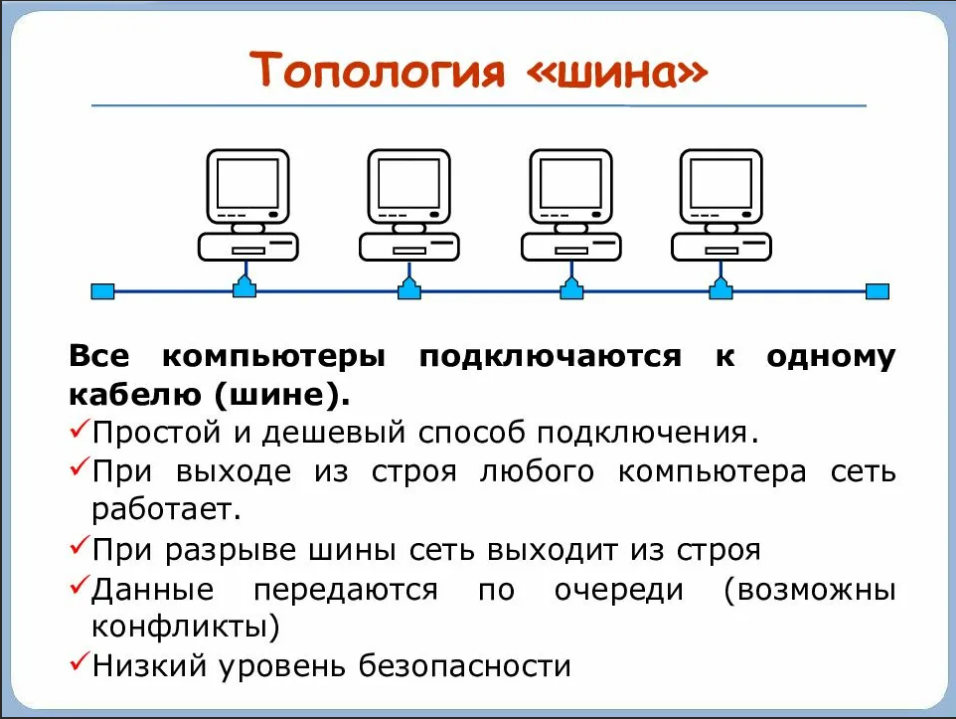 Топология «шина»
Все компьютеры подключаются к одному
кабелю (шине).
✓Простой и дешевый способ подключения.
✓При выходе из строя любого компьютера сеть
работает.
✓При разрыве шины сеть выходит из строя
✓Данные передаются по очереди (возможны
конфликты)
✓Низкий уровень безопасности